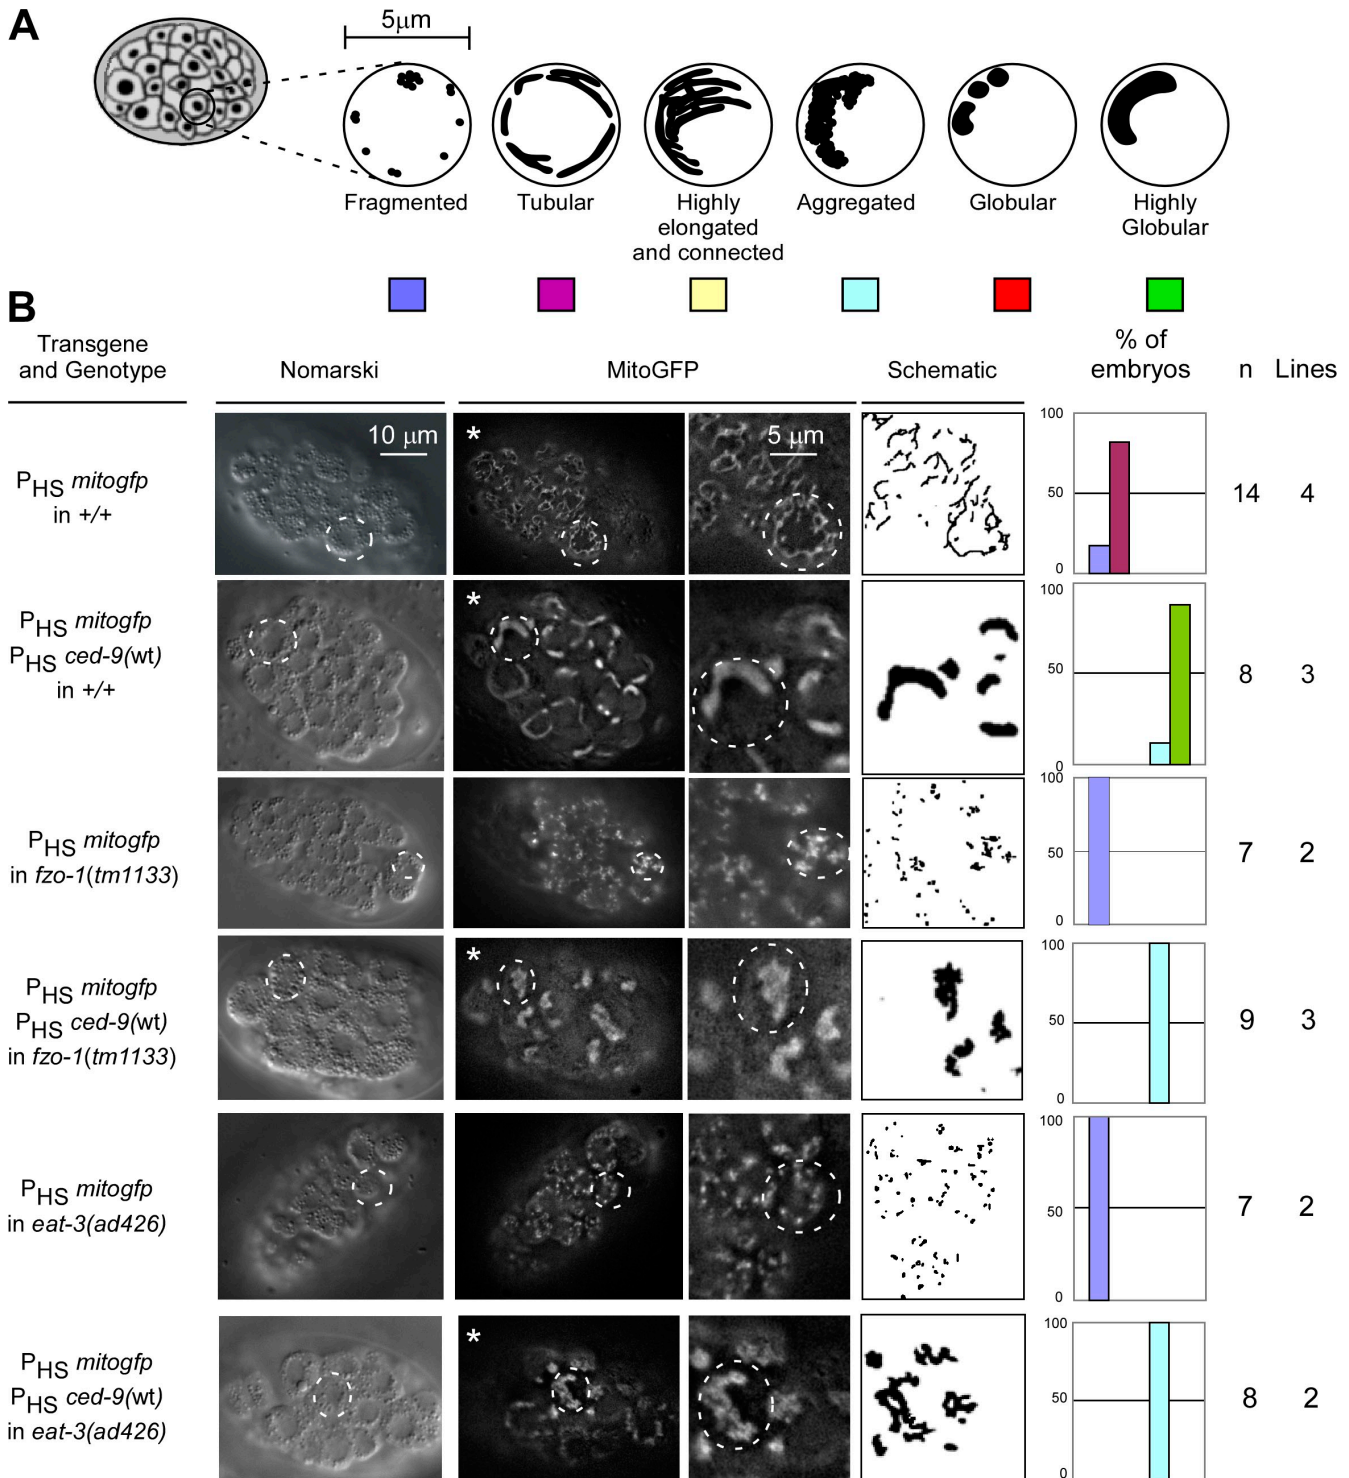 A
5μm
Fragmented
Tubular
Highly
elongated
and connected
Aggregated
Globular
Highly
Globular
B
Transgene
and Genotype
Nomarski
MitoGFP
Schematic
% of
embryos
n
Lines
PHS mitogfp
in +/+
10 μm
*
5 μm
100
50
0
14
4
PHS mitogfp
PHS ced-9(wt)
in +/+
*
100
50
0
8
3
PHS mitogfp
in fzo-1(tm1133)
100
50
0
7
2
PHS mitogfp
PHS ced-9(wt)
in fzo-1(tm1133)
*
100
50
0
9
3
PHS mitogfp
in eat-3(ad426)
100
50
0
7
2
PHS mitogfp
PHS ced-9(wt)
in eat-3(ad426)
*
100
50
0
8
2